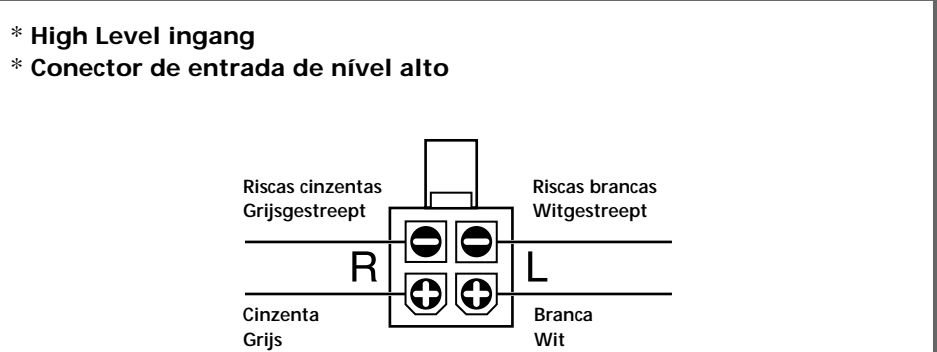 * High Level ingang
* Conector de entrada de nível alto
Riscas cinzentas
Grijsgestreept
Riscas brancas
Witgestreept
R
L
Cinzenta
Grijs
Branca
Wit